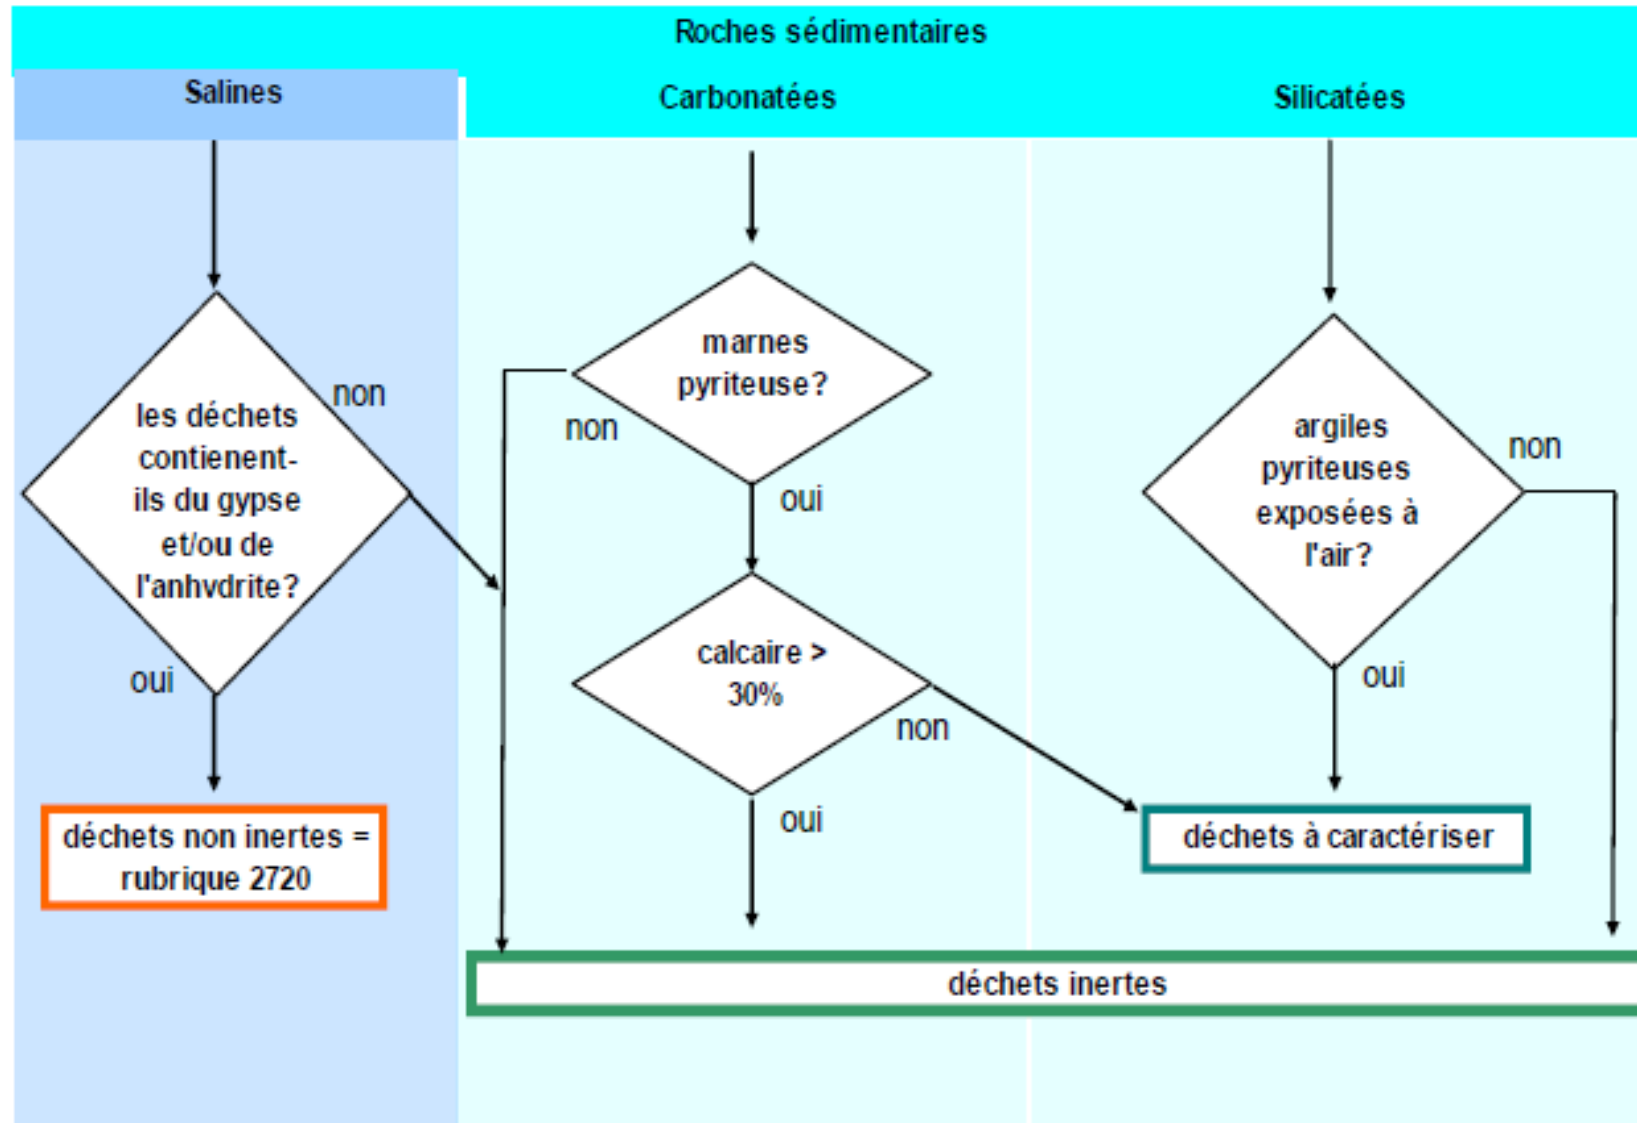 Roches sédimentaires
Salines
Carbonatées
Silicatées
les déchets
contienent-
ils du gypse
et/ou de
l'anhvdrite?
non
oui
déchets non inertes =
rubrique 2720
marnes
pyriteuse?
non
oui
calcaire >
30%
non
oui
argiles
pyriteuses
exposées à
l'air?
non
oui
déchets à caractériser
déchets inertes